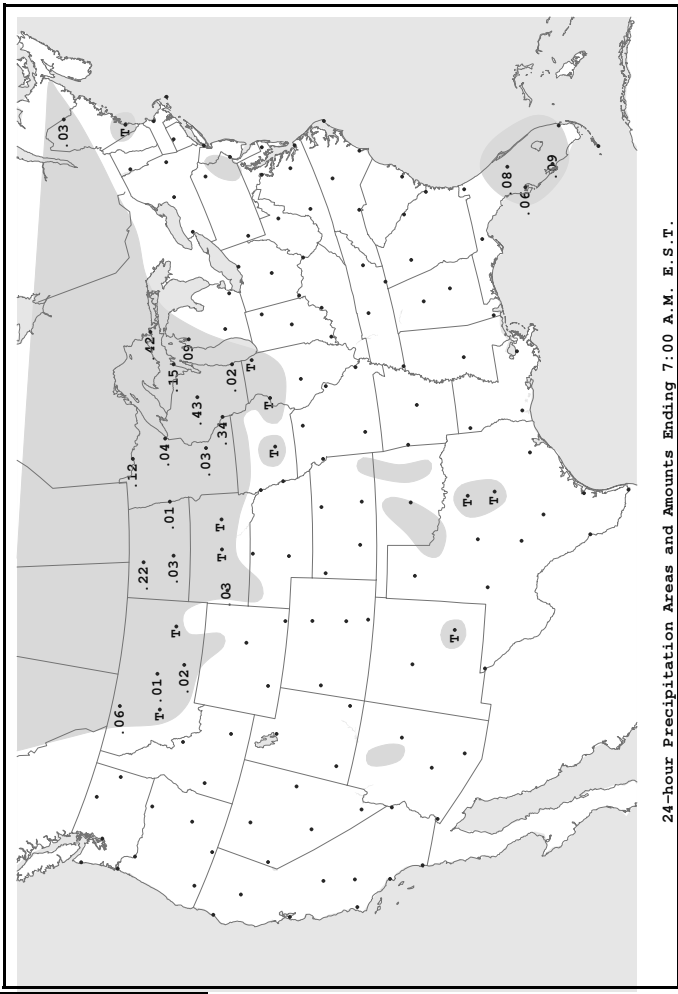 .03
.06
T
.12
.22
.42
.01
T
.04
.01
.03
.15
T
.02
.09
.43
.03
T
T
.34
.03
.02
T
T
T
T
T
T
.08
.06
.09
24-hour Precipitation Areas and Amounts Ending 7:00 A.M. E.S.T.